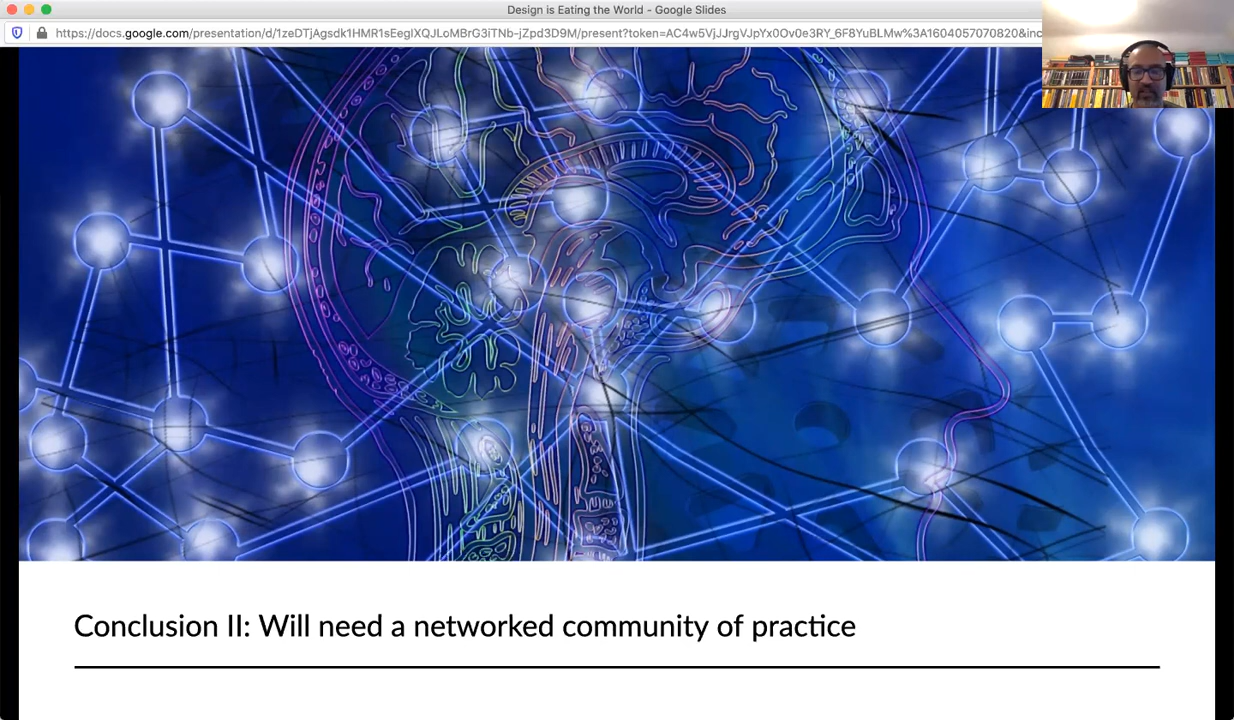 Design is Eating the World - Google Slides
https://docs.google.com/presentation/d/1zeDTjAgsdk1HMR1sEegIXQJLoMBrG3iTNb-jZpd3D9M/present?token=AC4w5VjJJrgVJpYx0Ov0e3RY_6F8YuBLMw%3A1604057070820&inc
Conclusion II: Will need a networked community of practice